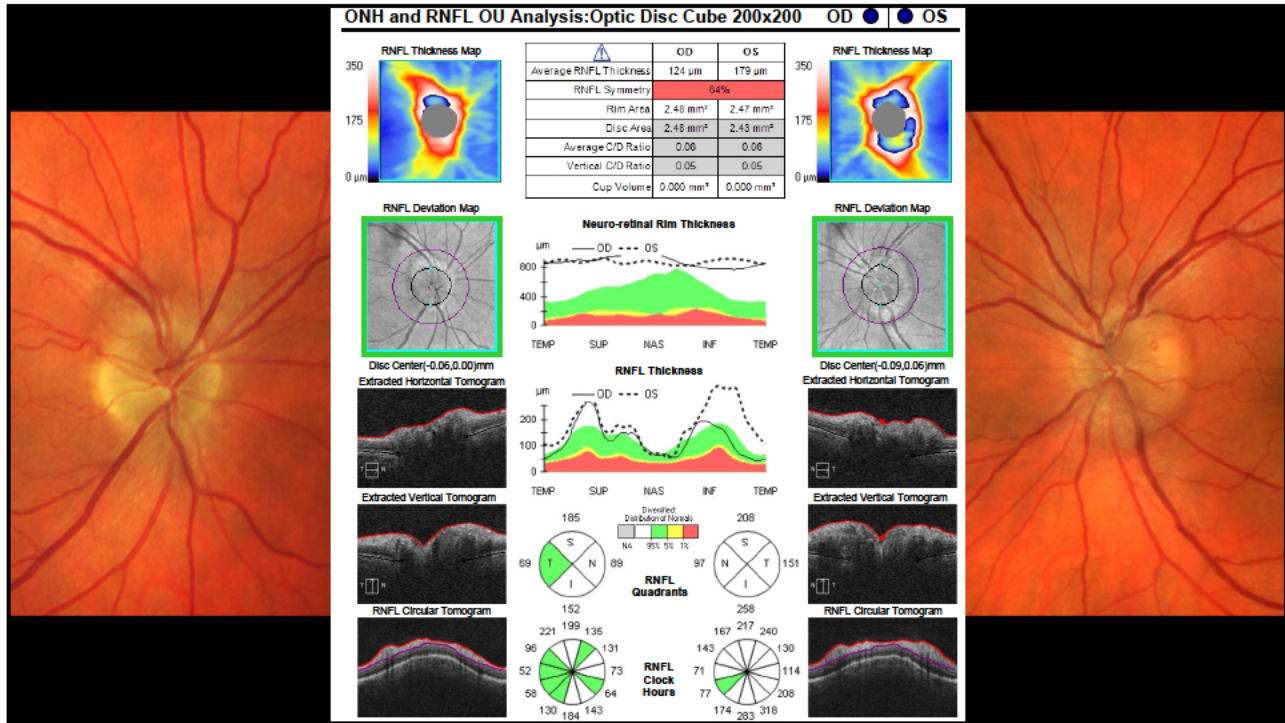 ONH and RNFL OU Analysis:Optic Disc Cube 200x200 OD OS
RNFL Thickness Map
350
175
0 µm
OD OS
Average RNFL Thickness 124 µm 179 µm
RNFL Symmetry 64%
Rim Area 2.48 mm² 2.47 mm²
Disc Area 2.48 mm² 2.43 mm²
Average C/D Ratio 0.06 0.06
Vertical C/D Ratio 0.05 0.05
Cup Volume 0.000 mm³ 0.000 mm³
RNFL Thickness Map
350
175
0 µm
RNFL Deviation Map
Disc Center(-0.06,0.00)mm
Neuro-retinal Rim Thickness
µm OD OS
800
400
0
TEMP SUP NAS INF TEMP
RNFL Deviation Map
Disc Center(-0.09,0.06)mm
Extracted Horizontal Tomogram
T N
RNFL Thickness
µm OD OS
200
100
0
TEMP SUP NAS INF TEMP
Extracted Horizontal Tomogram
N T
Extracted Vertical Tomogram
Diversified:
Distribution of Normals
NA 95% 5% 1%
185
69 S T N I 89
152
RNFL
Quadrants
208
97 S N T I 151
258
Extracted Vertical Tomogram
RNFL Circular Tomogram
199
221 135
96 131
52 73
58 64
130 143
184
RNFL
Clock
Hours
217
167 240
143 130
71 114
77 208
174 318
283
RNFL Circular Tomogram